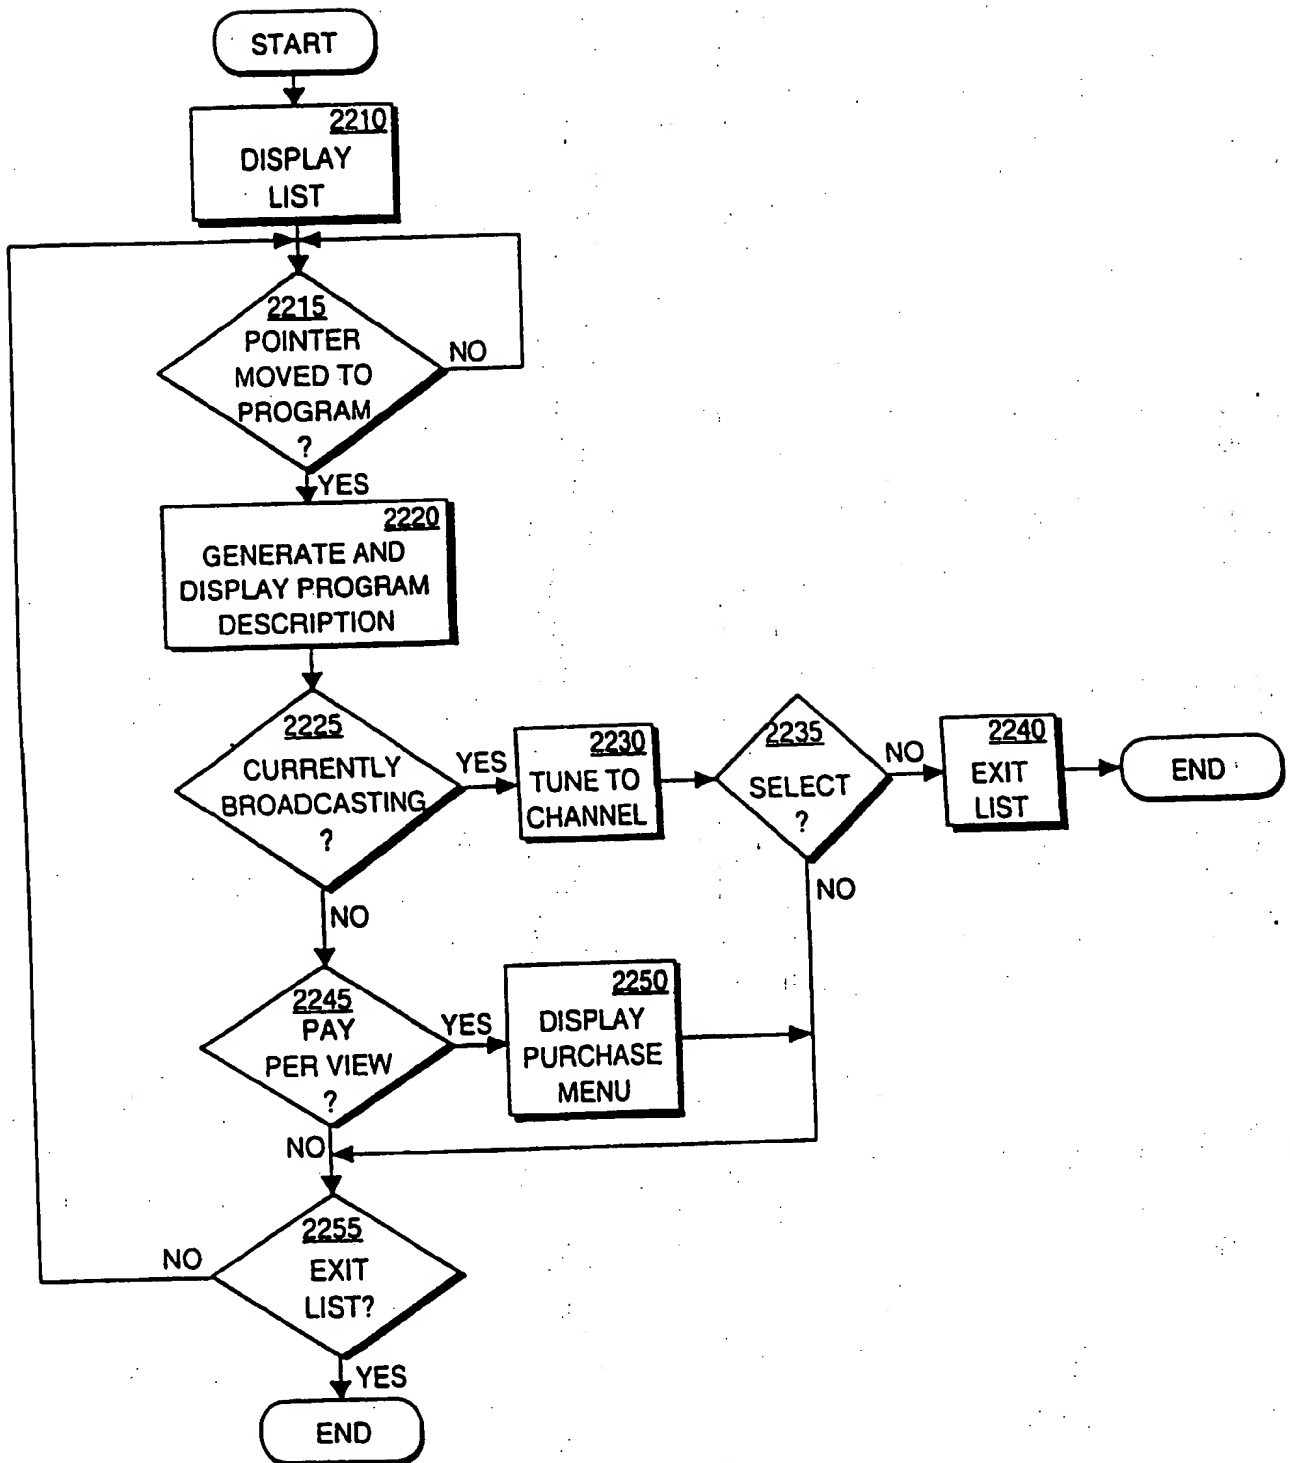 START
2210
DISPLAY
LIST
2215
POINTER
MOVED TO
PROGRAM
?
NO
YES
2220
GENERATE AND
DISPLAY PROGRAM
DESCRIPTION
2225
CURRENTLY
BROADCASTING
?
YES
2230
TUNE TO
CHANNEL
2235
SELECT
?
NO
2240
EXIT
LIST
END
NO
NO
2245
PAY
PER VIEW
?
YES
2250
DISPLAY
PURCHASE
MENU
NO
2255
EXIT
LIST?
NO
YES
END